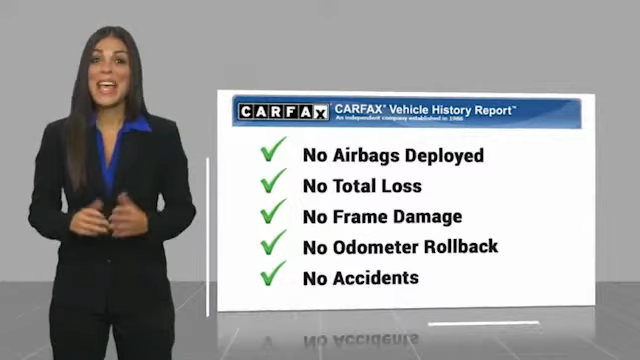 CARFAX CARFAX® Vehicle History Report™
An independent company established in 1986
No Airbags Deployed
No Total Loss
No Frame Damage
No Odometer Rollback
No Accidents